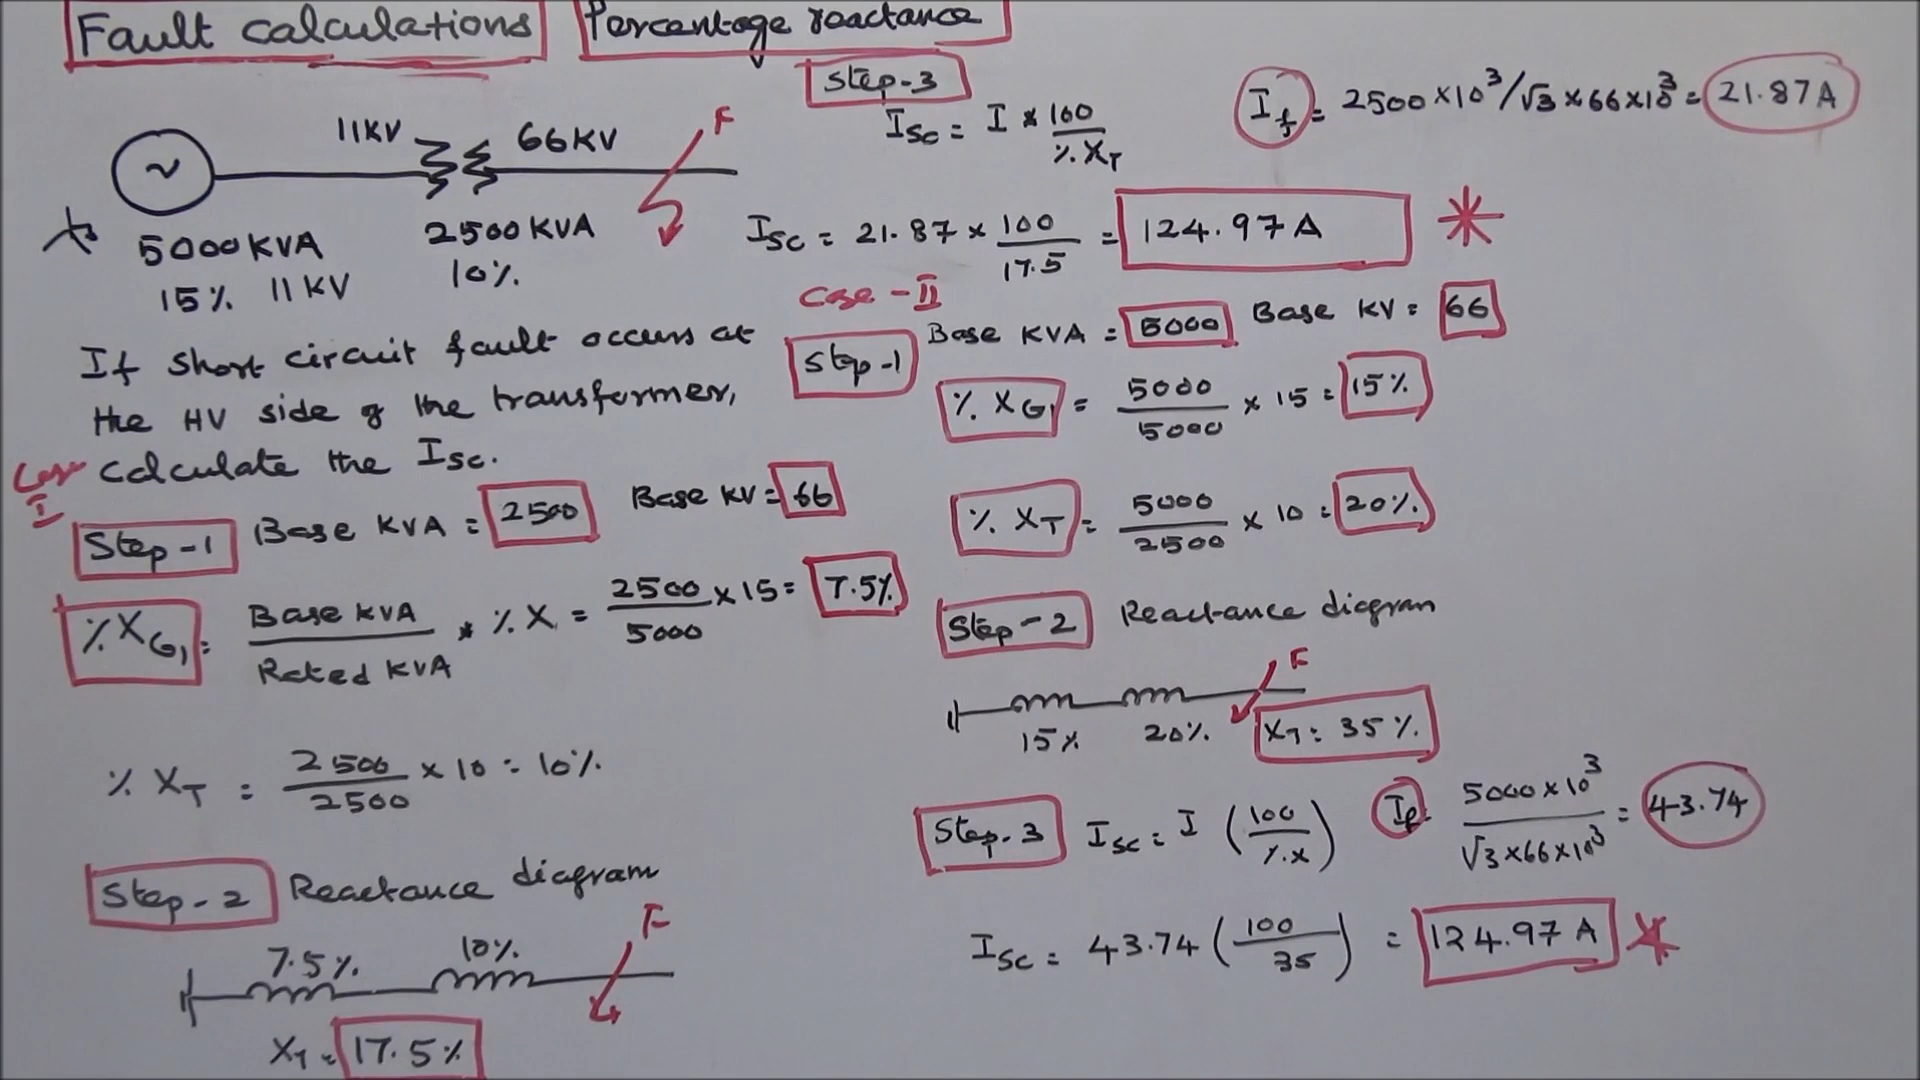 Fault calculations
Percentage reactance
11KV
66KV
F
5000KVA
15% 11KV
2500KVA
10%
If short circuit fault occurs at
the HV side of the transformer,
calculate the Isc.
Case I
Step-1 Base KVA = 2500 Base KV = 66
%XG1 = Base KVA / Rated KVA * %X = 2500/5000 x 15 = 7.5%
% XT = 2500/2500 x 10 = 10%
Step-2 Reactance diagram
7.5% 10% F
XT = 17.5%
Step-3
Isc = I * 100/%XT
If = 2500 x 10³/√3 x 66 x 10³ = 21.87A
Isc = 21.87 x 100/17.5 = 124.97A
Case-II
Step-1 Base KVA = 5000 Base KV = 66
% XG1 = 5000/5000 x 15 = 15%
% XT = 5000/2500 x 10 = 20%
Step-2 Reactance diagram
F
15% 20% XT = 35%
Step-3 Isc = I (100/%x) If = 5000 x 10³/√3 x 66 x 10³ = 43.74
Isc = 43.74 (100/35) = 124.97 A